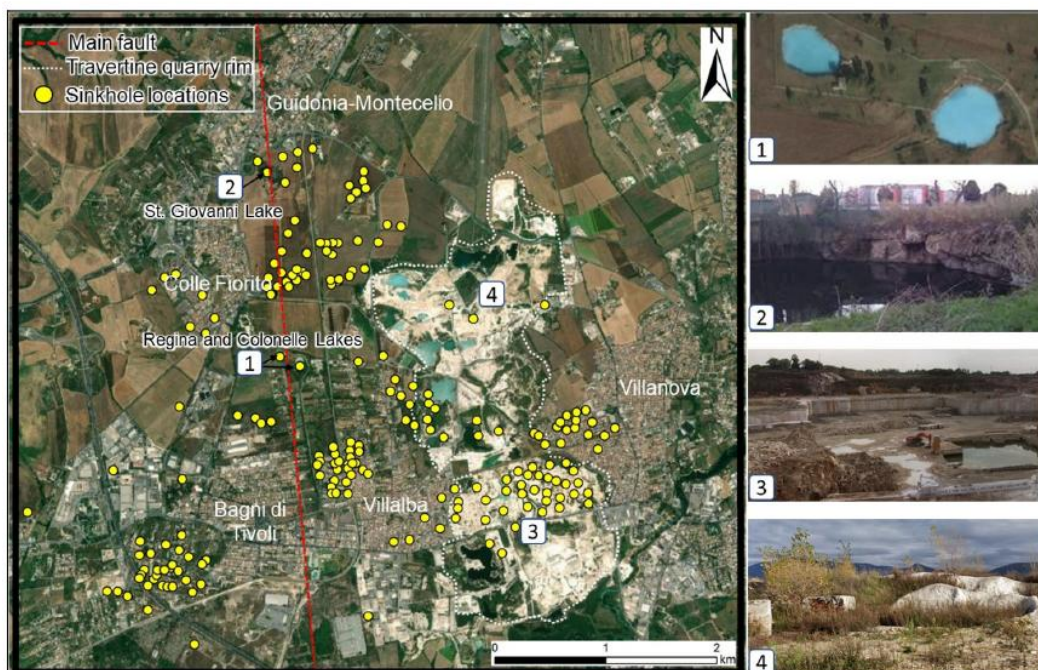 Main fault
Travertine quarry rim
Sinkhole locations
N
Guidonia-Montecelio
2
St. Giovanni Lake
Colle Fiorito
4
Regina and Colonelle Lakes
1
Villanova
Bagni di Tivoli
Villalba
3
0
1
2
km
1
2
3
4